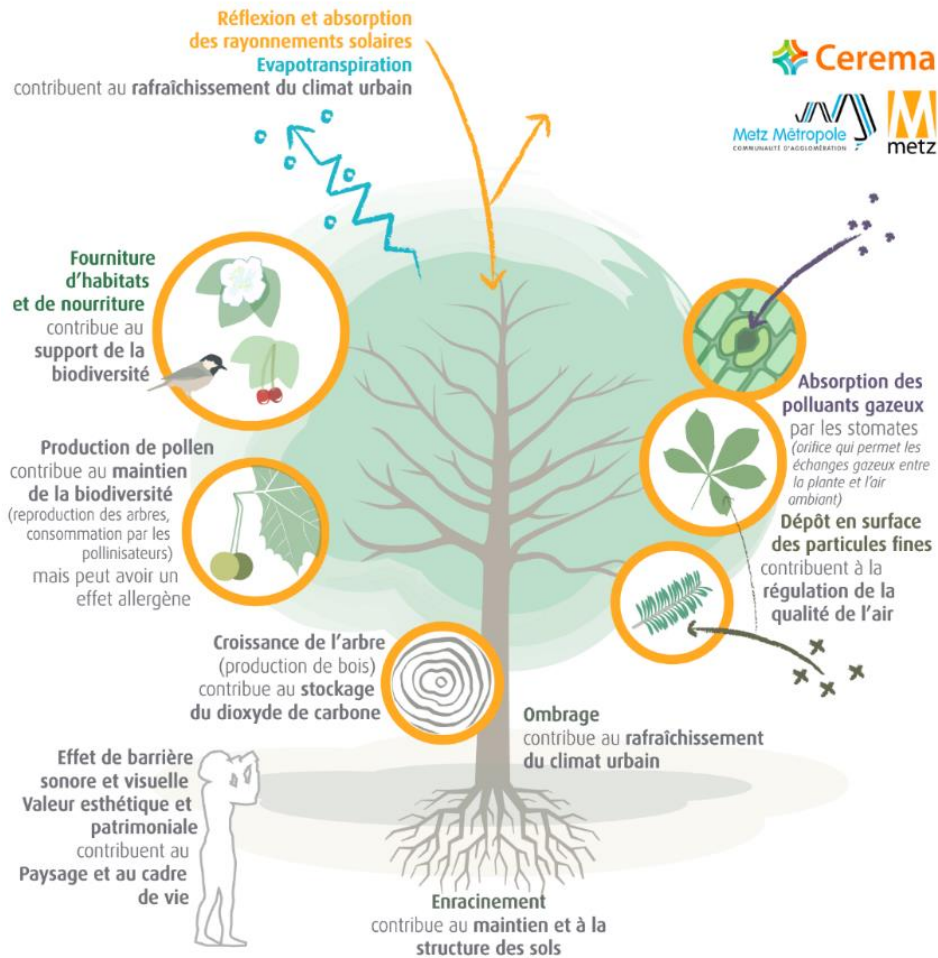 Réflexion et absorption
des rayonnements solaires
Evapotranspiration
contribuent au rafraîchissement du climat urbain
Cerema
Metz Métropole
COMMUNAUTÉ D'AGGLOMÉRATION
metz
Fourniture
d'habitats
et de nourriture
contribue au
support de la
biodiversité
Production de pollen
contribue au maintien
de la biodiversité
(reproduction des arbres,
consommation par les
pollinisateurs)
mais peut avoir un
effet allergène
Absorption des
polluants gazeux
par les stomates
(orifice qui permet les
échanges gazeux entre
la plante et l'air
ambiant)
Dépôt en surface
des particules fines
contribuent à la
régulation de la
qualité de l'air
Croissance de l'arbre
(production de bois)
contribue au stockage
du dioxyde de carbone
Ombrage
contribue au rafraîchissement
du climat urbain
Effet de barrière
sonore et visuelle
Valeur esthétique et
patrimoniale
contribuent au
Paysage et au cadre
de vie
Enracinement
contribue au maintien et à la
structure des sols